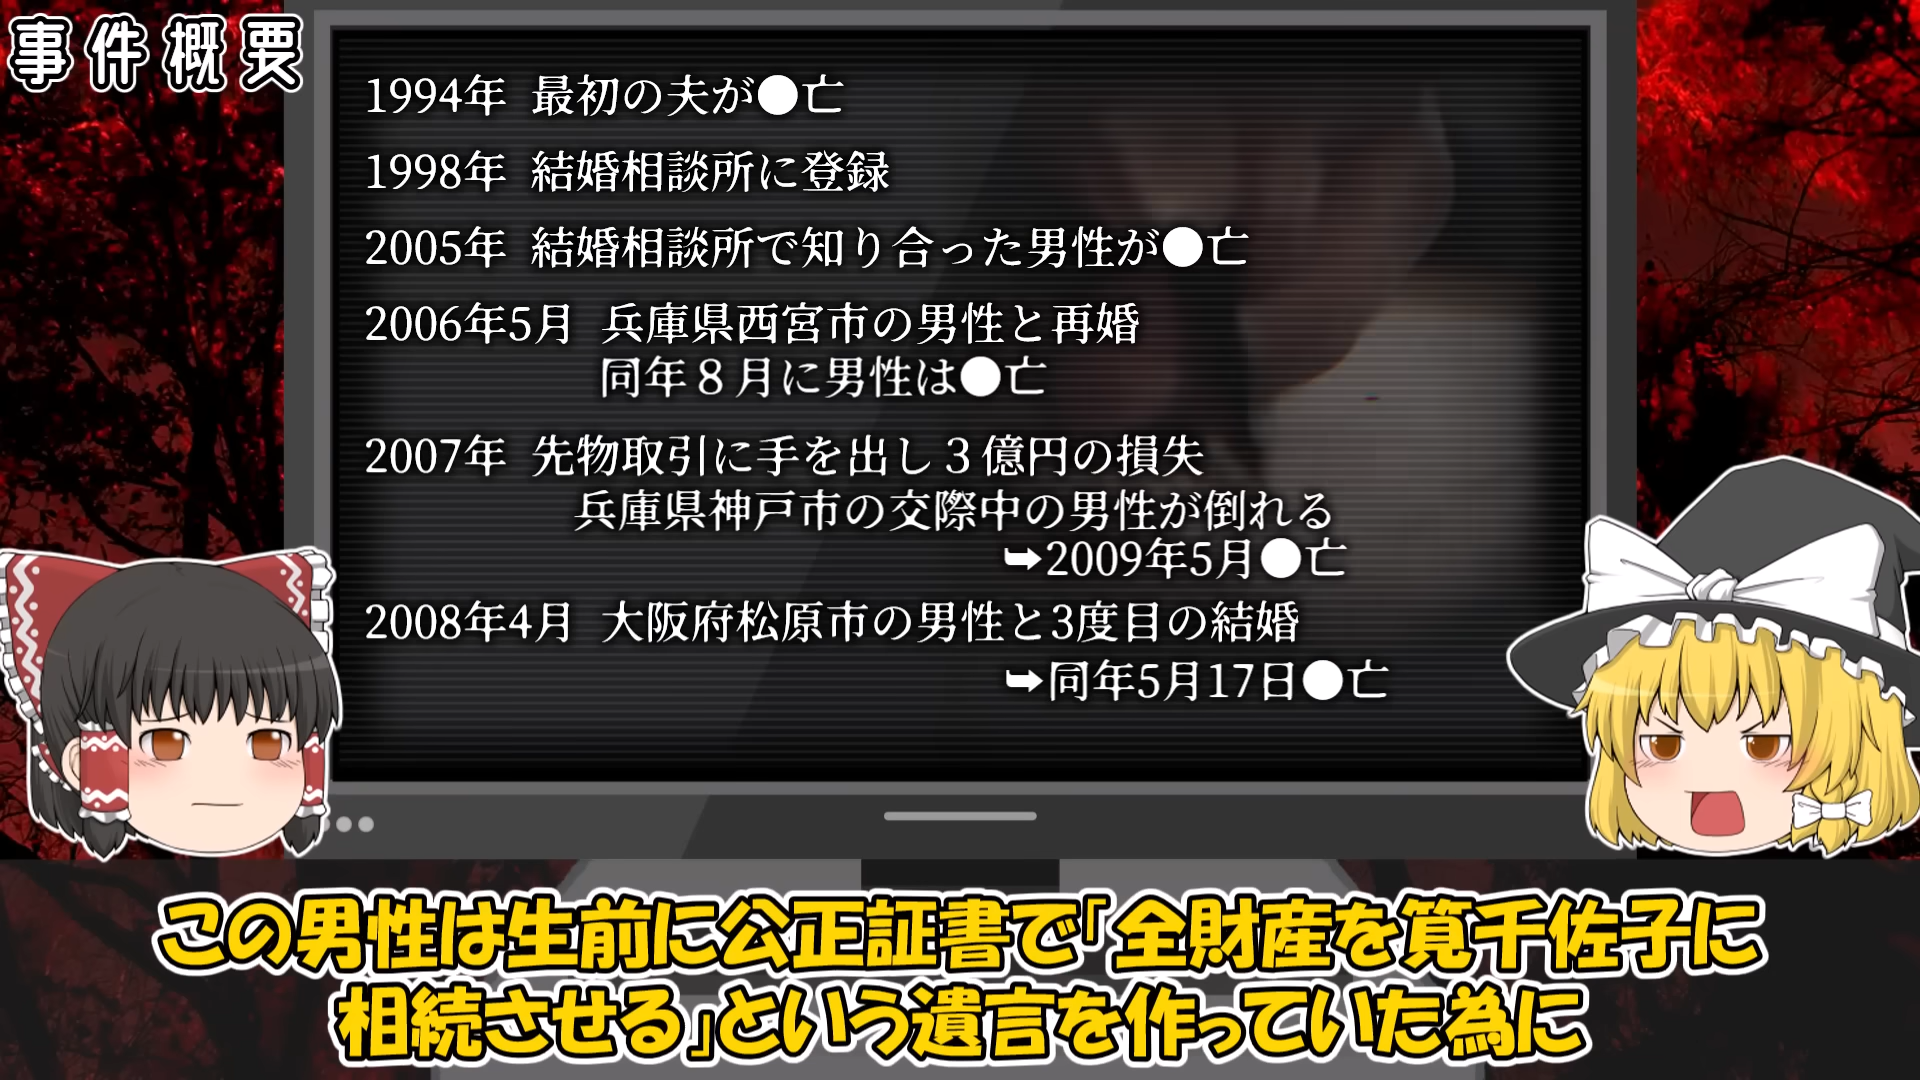 事件概要
1994年 最初の夫が●亡
1998年 結婚相談所に登録
2005年 結婚相談所で知り合った男性が●亡
2006年5月 兵庫県西宮市の男性と再婚
同年８月に男性は●亡
2007年 先物取引に手を出し３億円の損失
兵庫県神戸市の交際中の男性が倒れる
➥2009年5月●亡
2008年4月 大阪府松原市の男性と3度目の結婚
➥同年5月17日●亡
この男性は生前に公正証書で「全財産を筧千佐子に
相続させる」という遺言を作っていた為に